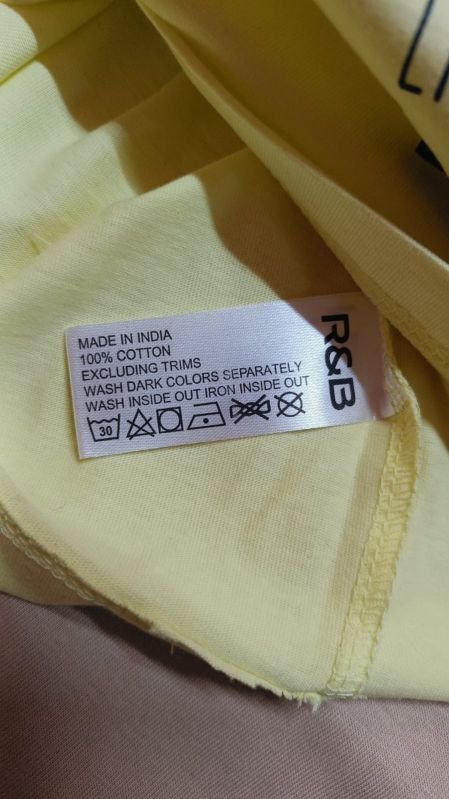 MADE IN INDIA
100% COTTON
EXCLUDING TRIMS
WASH DARK COLORS SEPARATELY
WASH INSIDE OUT IRON INSIDE OUT
30
R&B